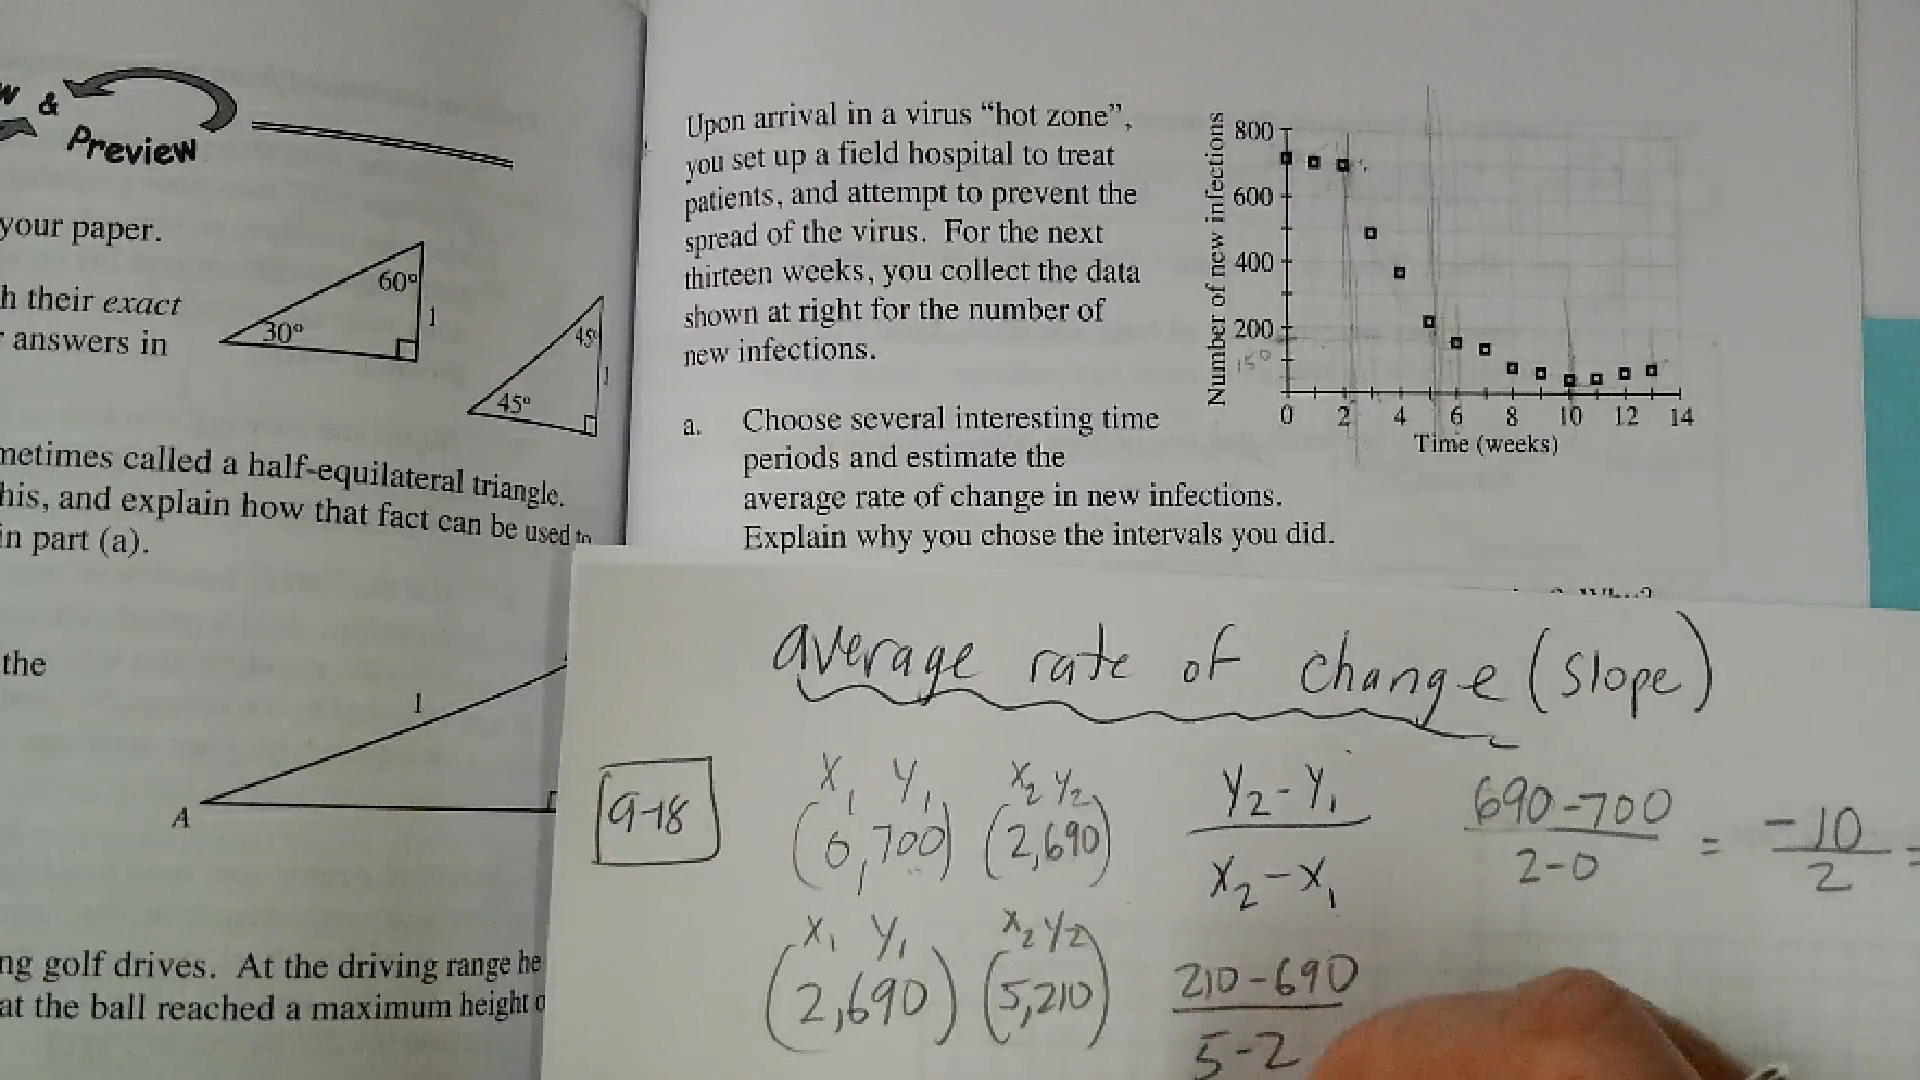 &
Preview
your paper.
h their exact
answers in
60°
30°
1
45°
45°
1
metimes called a half-equilateral triangle.
his, and explain how that fact can be used to
in part (a).
the
1
A
ng golf drives. At the driving range he
at the ball reached a maximum height o
Upon arrival in a virus “hot zone”,
you set up a field hospital to treat
patients, and attempt to prevent the
spread of the virus. For the next
thirteen weeks, you collect the data
shown at right for the number of
new infections.
Number of new infections
800
600
400
200
150
0 2 4 6 8 10 12 14
Time (weeks)
a. Choose several interesting time
periods and estimate the
average rate of change in new infections.
Explain why you chose the intervals you did.
average rate of change (slope)
9-18
x₁ y₁ x₂ y₂
(0,700) (2,690)
y₂-y₁
x₂-x₁
690-700
2-0
= -10
2
=
x₁ y₁ x₂ y₂
(2,690) (5,210)
210-690
5-2